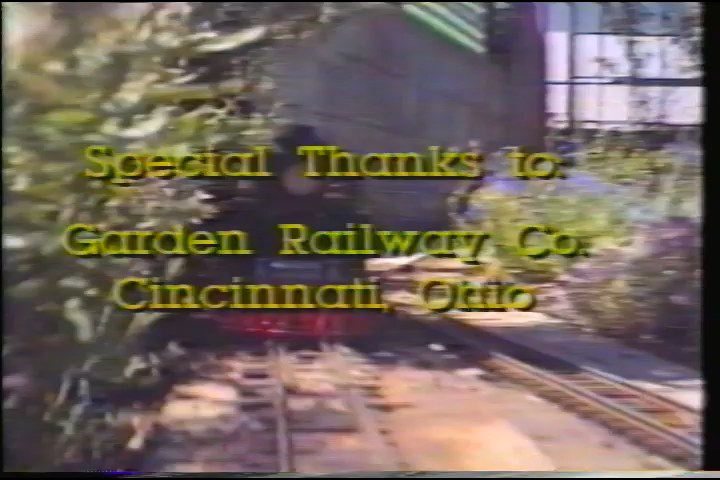 Special Thanks to:
Garden Railway Co.
Cincinnati, Ohio